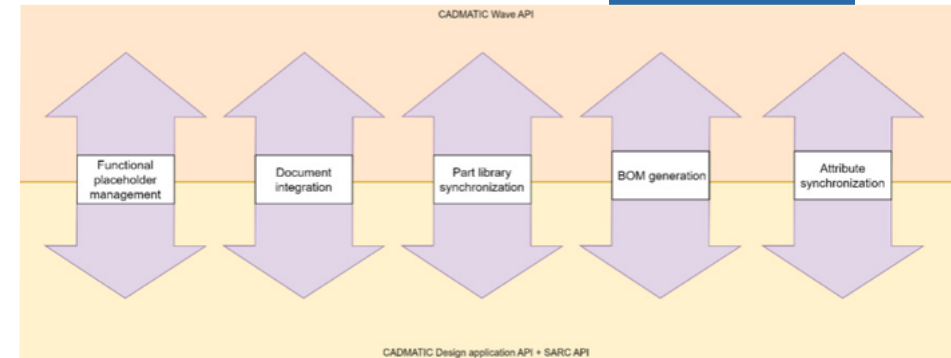 CADMATIC Wave API
Functional
placeholder
management
Document
integration
Part library
synchronization
BOM generation
Attribute
synchronization
CADMATIC Design application API + SARC API